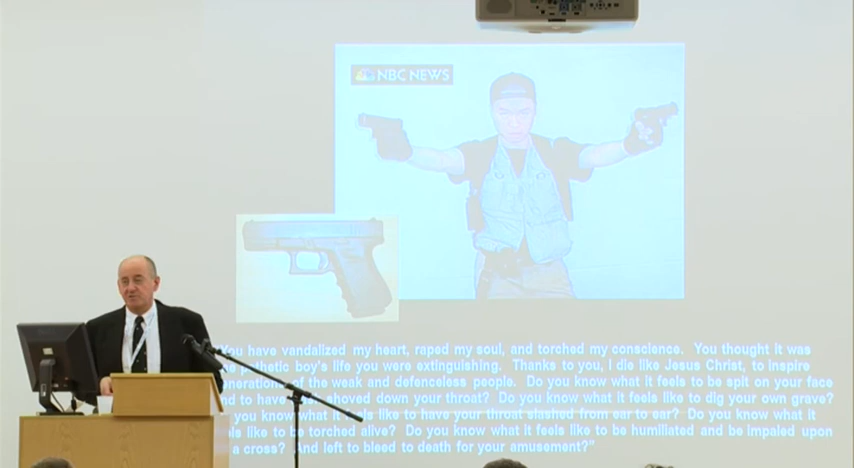 NBC NEWS
You have vandalized my heart, raped my soul, and torched my conscience. You thought it was
pathetic boy's life you were extinguishing. Thanks to you, I die like Jesus Christ, to inspire
generations of the weak and defenceless people. Do you know what it feels to be spit on your face
and to have shoved down your throat? Do you know what it feels like to dig your own grave?
you know what it feels like to have your throat slashed from ear to ear? Do you know what it
like to be torched alive? Do you know what it feels like to be humiliated and be impaled upon
a cross? And left to bleed to death for your amusement?"